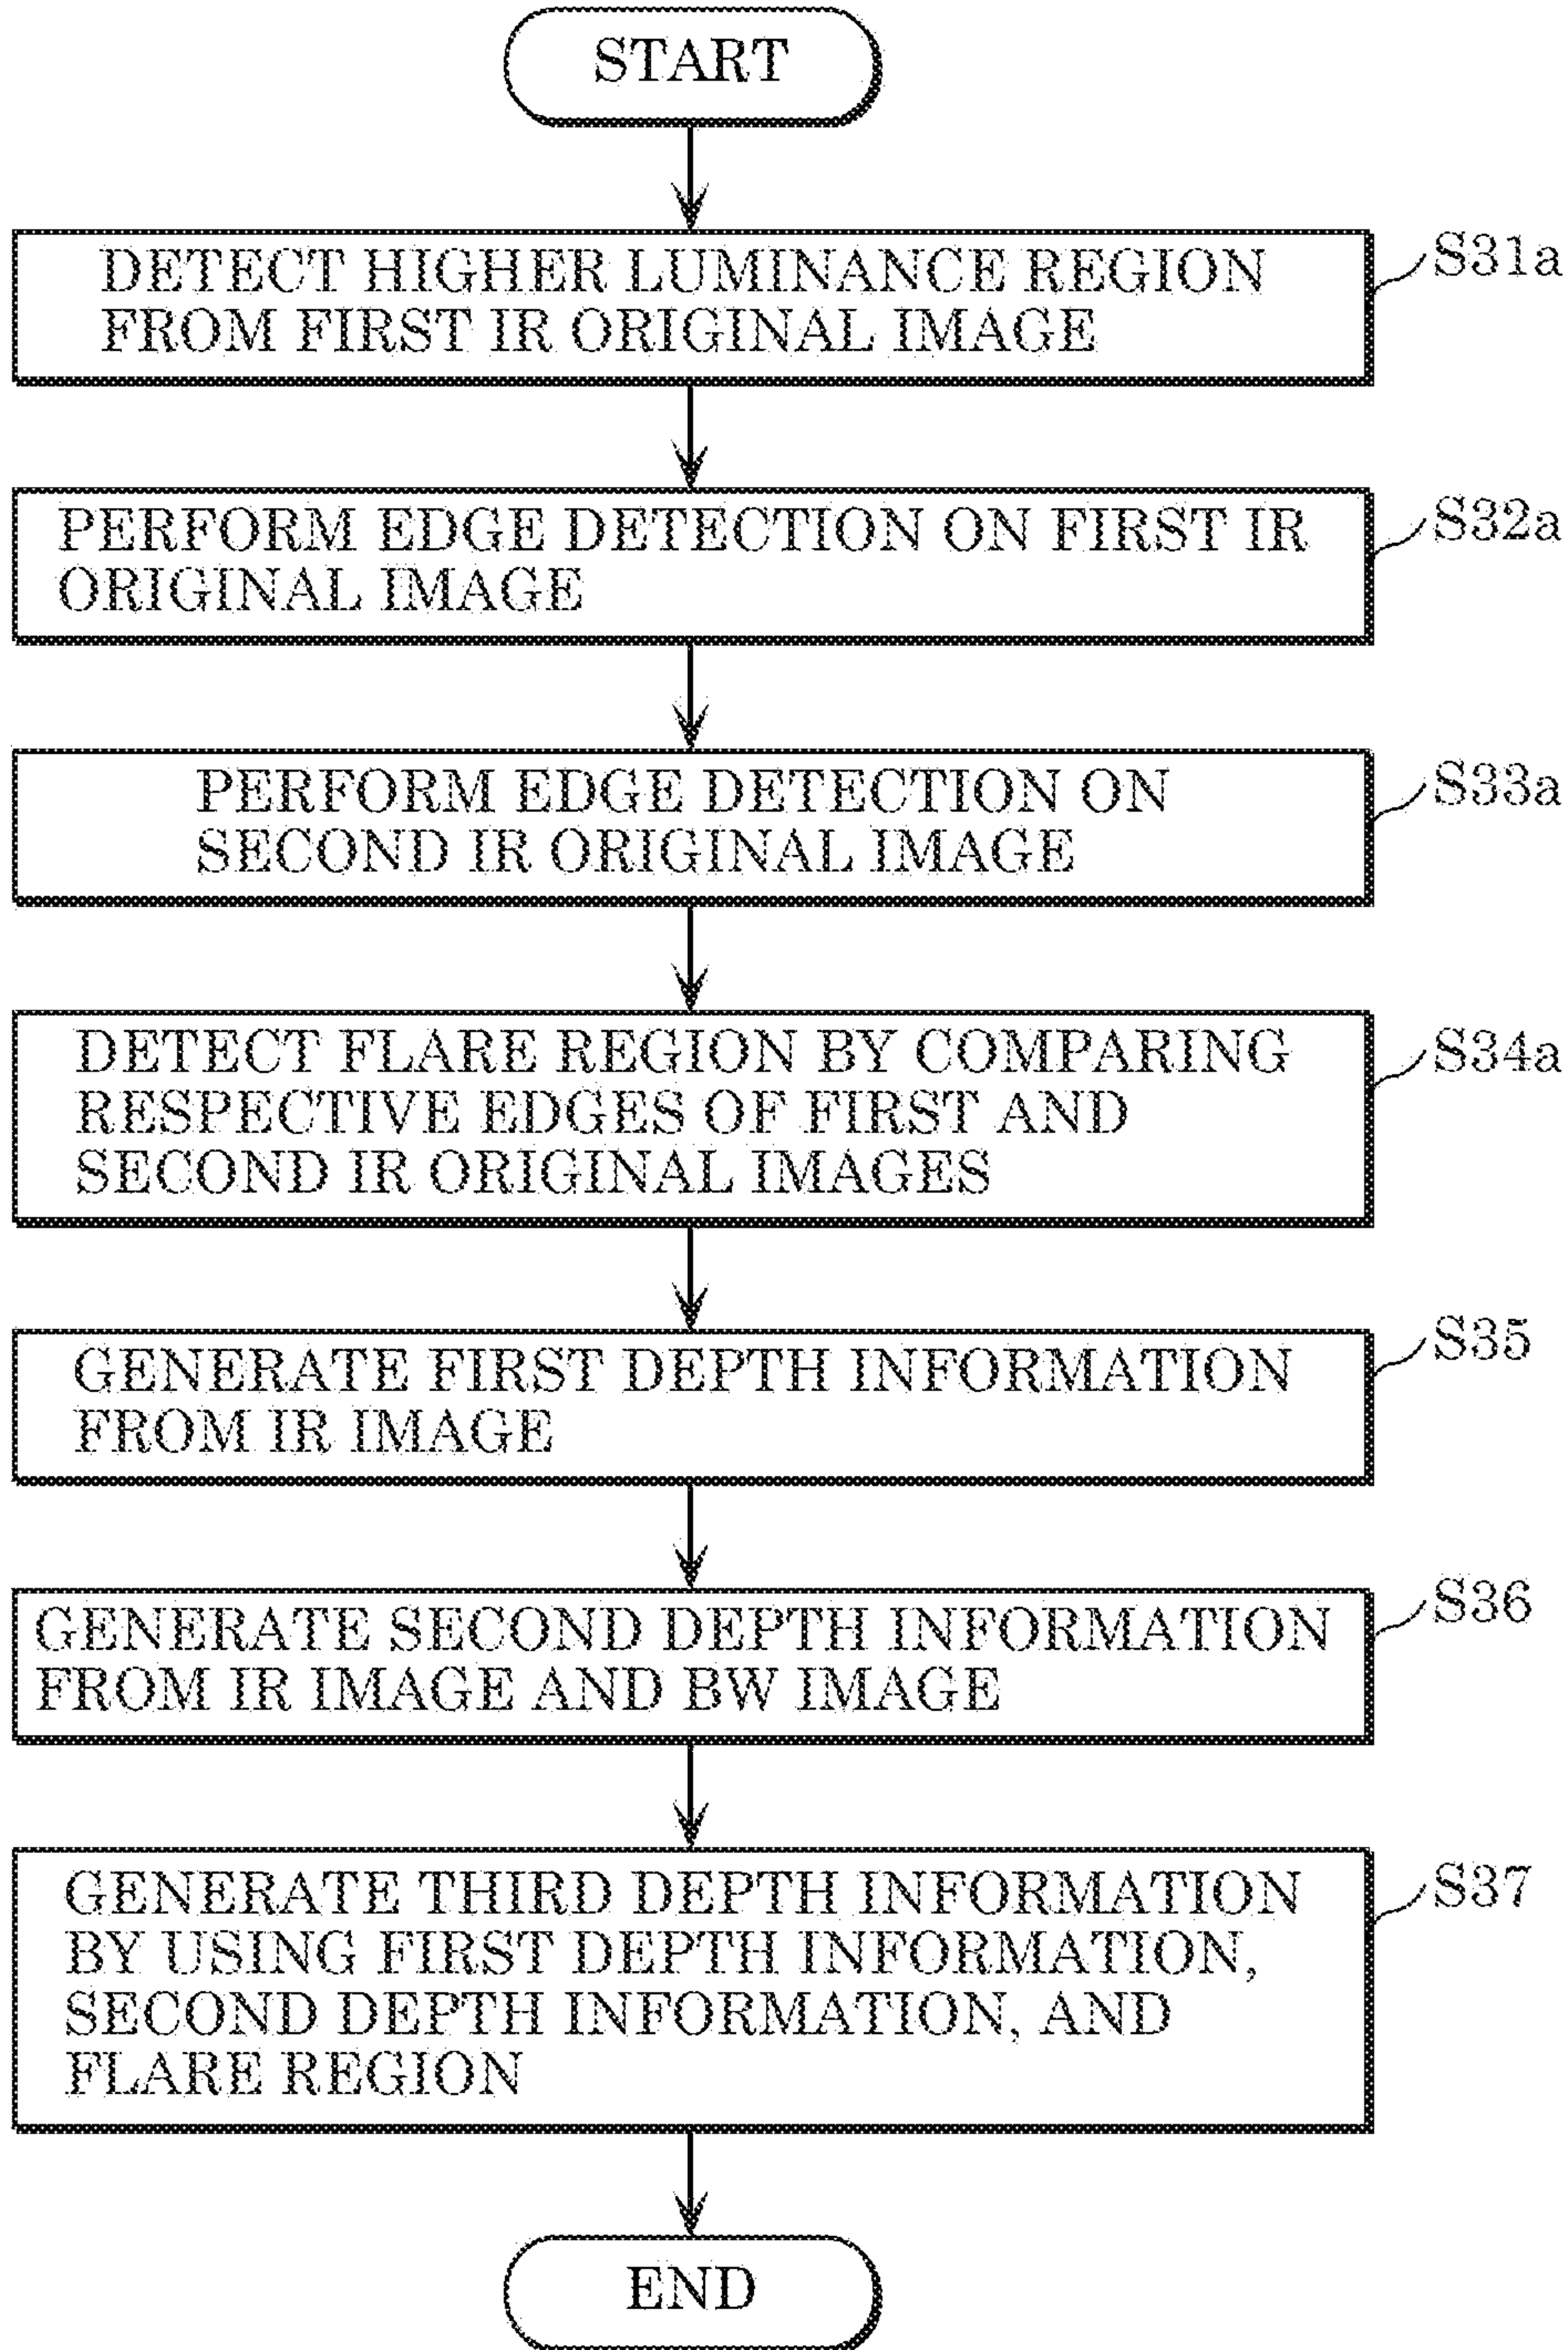 START
DETECT HIGHER LUMINANCE REGION
FROM FIRST IR ORIGINAL IMAGE
S31a
PERFORM EDGE DETECTION ON FIRST IR
ORIGINAL IMAGE
S32a
PERFORM EDGE DETECTION ON
SECOND IR ORIGINAL IMAGE
S33a
DETECT FLARE REGION BY COMPARING
RESPECTIVE EDGES OF FIRST AND
SECOND IR ORIGINAL IMAGES
S34a
GENERATE FIRST DEPTH INFORMATION
FROM IR IMAGE
S35
GENERATE SECOND DEPTH INFORMATION
FROM IR IMAGE AND BW IMAGE
S36
GENERATE THIRD DEPTH INFORMATION
BY USING FIRST DEPTH INFORMATION,
SECOND DEPTH INFORMATION, AND
FLARE REGION
S37
END